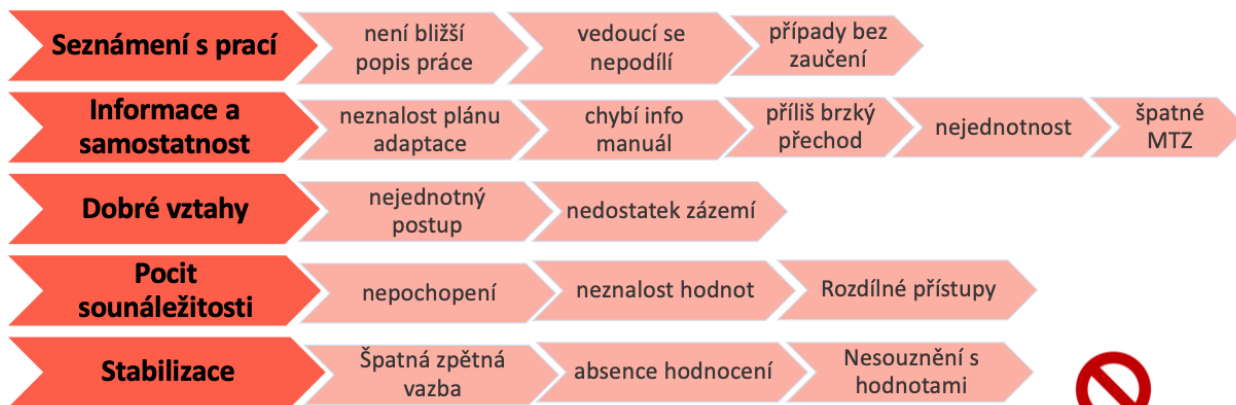 Seznámení s prací
není bližší
popis práce
vedoucí se
nepodílí
případy bez
zaučení
Informace a
samostatnost
neznalost plánu
adaptace
chybí info
manuál
příliš brzký
přechod
nejednotnost
špatné
MTZ
Dobré vztahy
nejednotný
postup
nedostatek zázemí
Pocit
sounáležitosti
nepochopení
neznalost hodnot
Rozdílné přístupy
Stabilizace
Špatná zpětná
vazba
absence hodnocení
Nesouznění s
hodnotami